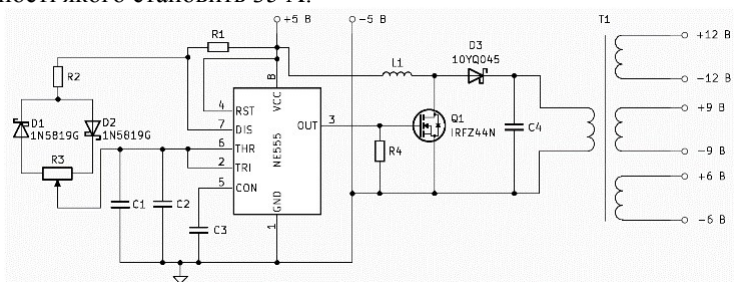 ності якого становить 55 А.
+5 В
-5 В
T1
R1
+12 В
R2
L1
D3
10YQ045
8
VCC
-12 В
4
RST
7
DIS
6
THR
2
TRI
5
CON
NE555
OUT
3
GND
1
D1
1N5819G
D2
1N5819G
R3
Q1
IRFZ44N
+9 В
R4
C4
-9 В
+6 В
C1
C2
C3
-6 В